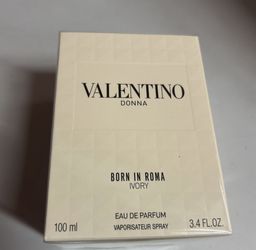 VALENTINO
DONNA
BORN IN ROMA
IVORY
EAU DE PARFUM
100 ml VAPORISATEUR SPRAY 3.4 FL.OZ.